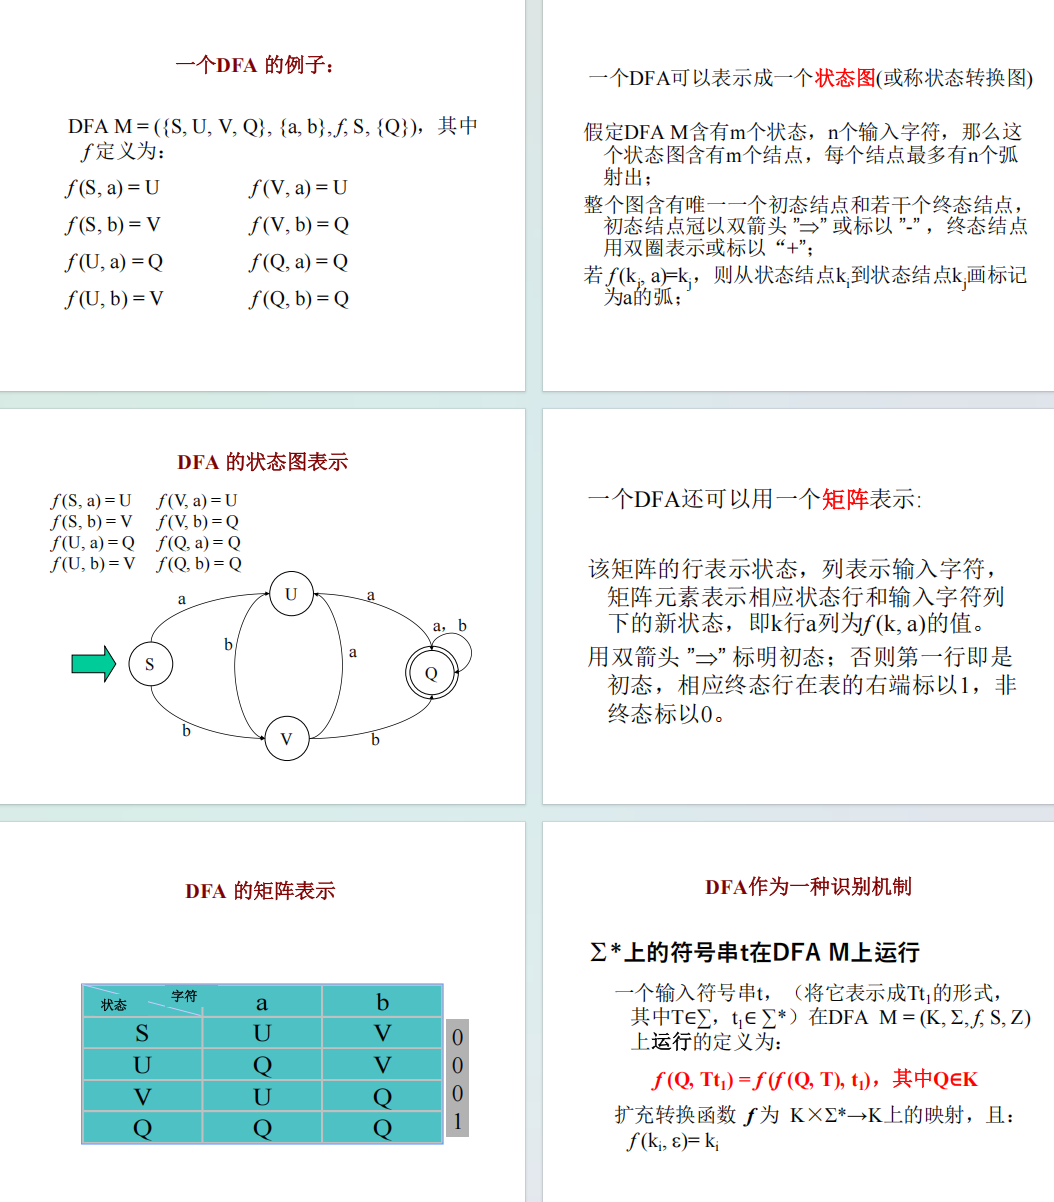 一个DFA 的例子：
DFA M = ({S, U, V, Q}, {a, b}, f, S, {Q})，其中
f 定义为：
f (S, a) = U f (V, a) = U
f (S, b) = V f (V, b) = Q
f (U, a) = Q f (Q, a) = Q
f (U, b) = V f (Q, b) = Q
一个DFA可以表示成一个状态图(或称状态转换图)
假定DFA M含有m个状态，n个输入字符，那么这
个状态图含有m个结点，每个结点最多有n个弧
射出；
整个图含有唯一一个初态结点和若干个终态结点，
初态结点冠以双箭头 ”⇒” 或标以 ”-” ，终态结点
用双圈表示或标以 “+”；
若 f (ki, a)=kj，则从状态结点ki到状态结点kj画标记
为a的弧；
DFA 的状态图表示
f (S, a) = U f (V, a) = U
f (S, b) = V f (V, b) = Q
f (U, a) = Q f (Q, a) = Q
f (U, b) = V f (Q, b) = Q
U
a
a
a，b
b
a
S
Q
b
V
b
一个DFA还可以用一个矩阵表示:
该矩阵的行表示状态，列表示输入字符，
矩阵元素表示相应状态行和输入字符列
下的新状态，即k行a列为f (k, a)的值。
用双箭头 ”⇒” 标明初态；否则第一行即是
初态，相应终态行在表的右端标以1，非
终态标以0。
DFA 的矩阵表示
状态 字符 a b
S U V 0
U Q V 0
V U Q 0
Q Q Q 1
DFA作为一种识别机制
Σ*上的符号串t在DFA M上运行
一个输入符号串t，（将它表示成Tt1的形式，
其中T∈∑，t1∈ ∑*）在DFA M = (K, Σ, f, S, Z)
上运行的定义为：
f (Q, Tt1) = f (f (Q, T), t1)，其中Q∈K
扩充转换函数 f 为 K×Σ*→K上的映射，且：
f (ki, ε)= ki